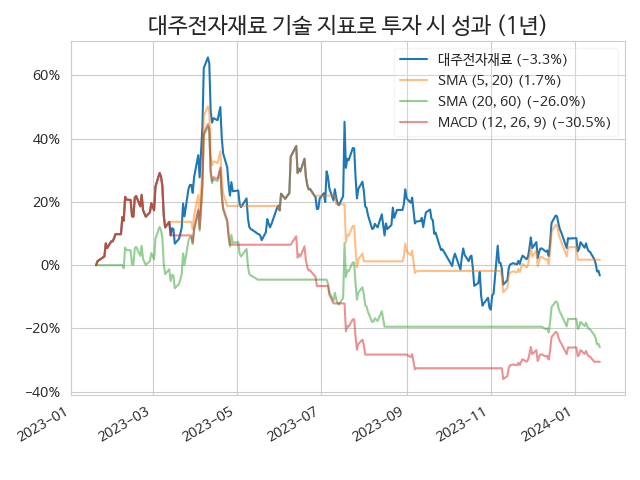 대주전자재료 기술 지표로 투자 시 성과 (1년)
대주전자재료 (-3.3%)
SMA (5, 20) (1.7%)
SMA (20, 60) (-26.0%)
MACD (12, 26, 9) (-30.5%)
60%
40%
20%
0%
-20%
-40%
2023-01
2023-03
2023-05
2023-07
2023-09
2023-11
2024-01